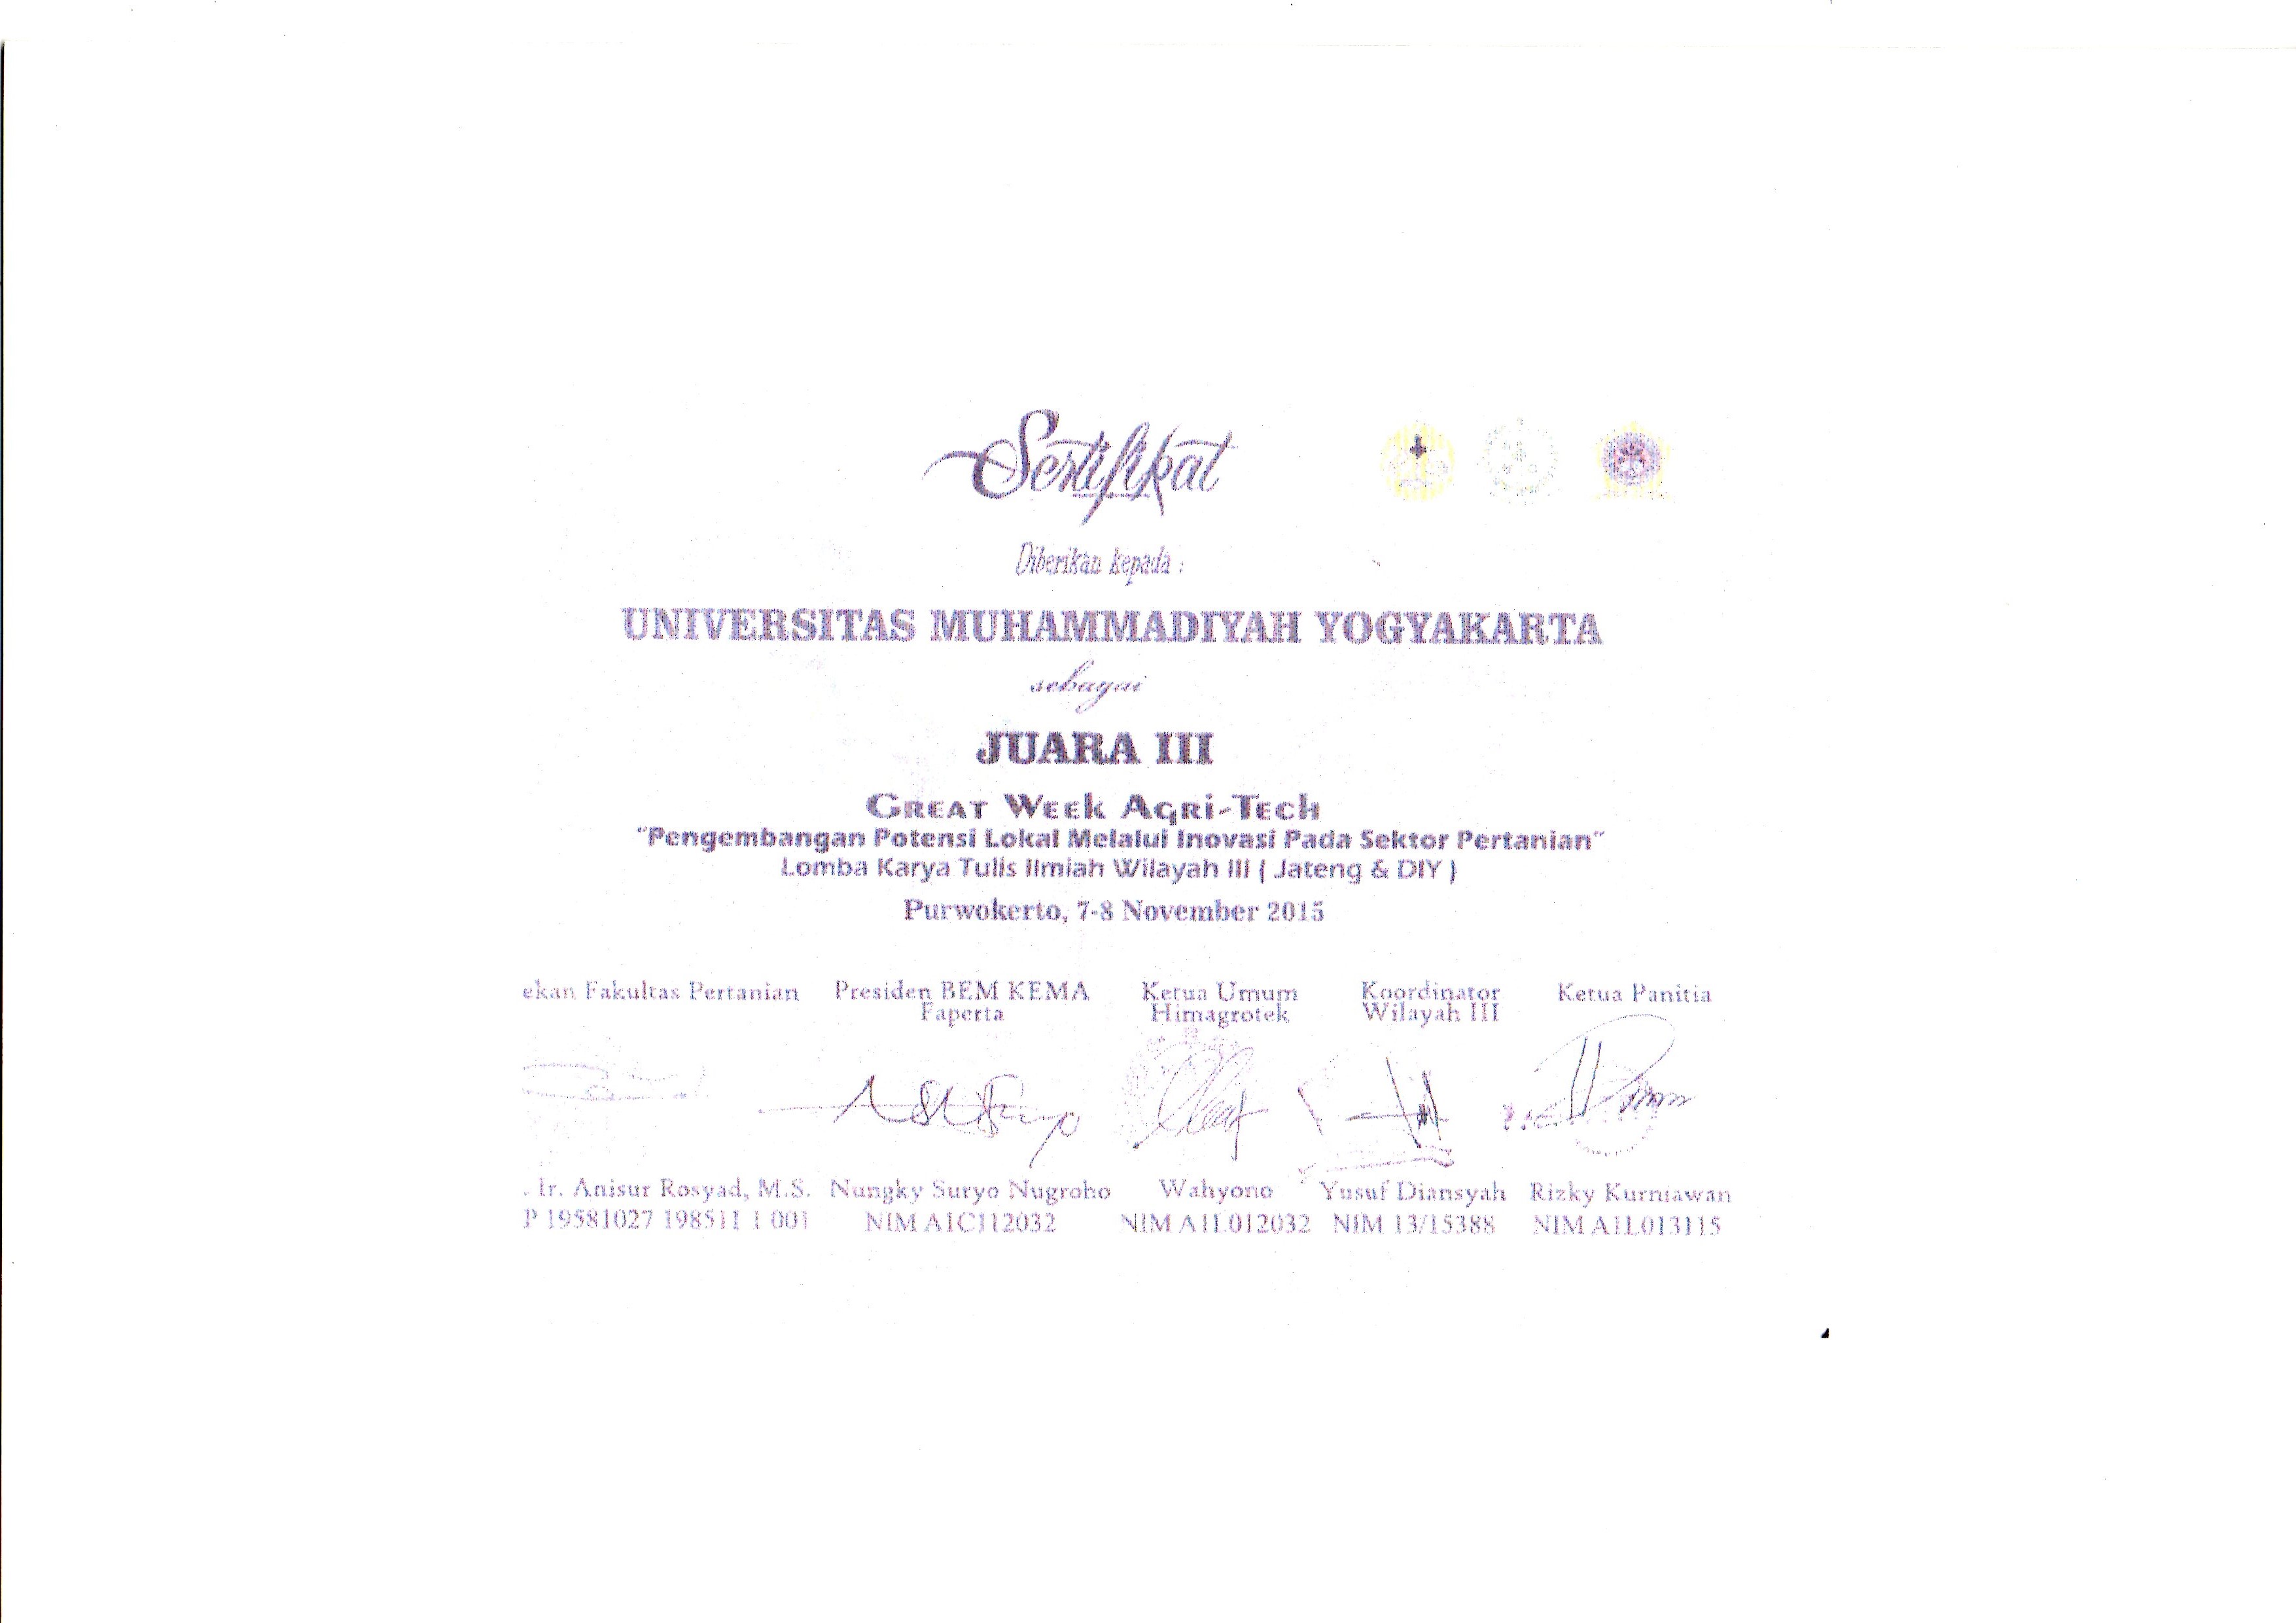 Sertifikat
Diberikan kepada :
UNIVERSITAS MUHAMMADIYAH YOGYAKARTA
sebagai
JUARA III
GREAT WEEK AGRI-TECH
"Pengembangan Potensi Lokal Melalui Inovasi Pada Sektor Pertanian"
Lomba Karya Tulis Ilmiah Wilayah III ( Jateng & DIY )
Purwokerto, 7-8 November 2015
ekan Fakultas Pertanian Presiden BEM KEMA Ketua Umum Koordinator Ketua Panitia
Faperta Himagrotek Wilayah III
. Ir. Anisur Rosyad, M.S. Nungky Suryo Nugroho Wahyono Yusuf Diansyah Rizky Kurniawan
P 19581027 198511 1 001 NIM A1C112032 NIM A1L012032 NIM 13/15388 NIM A1L013115